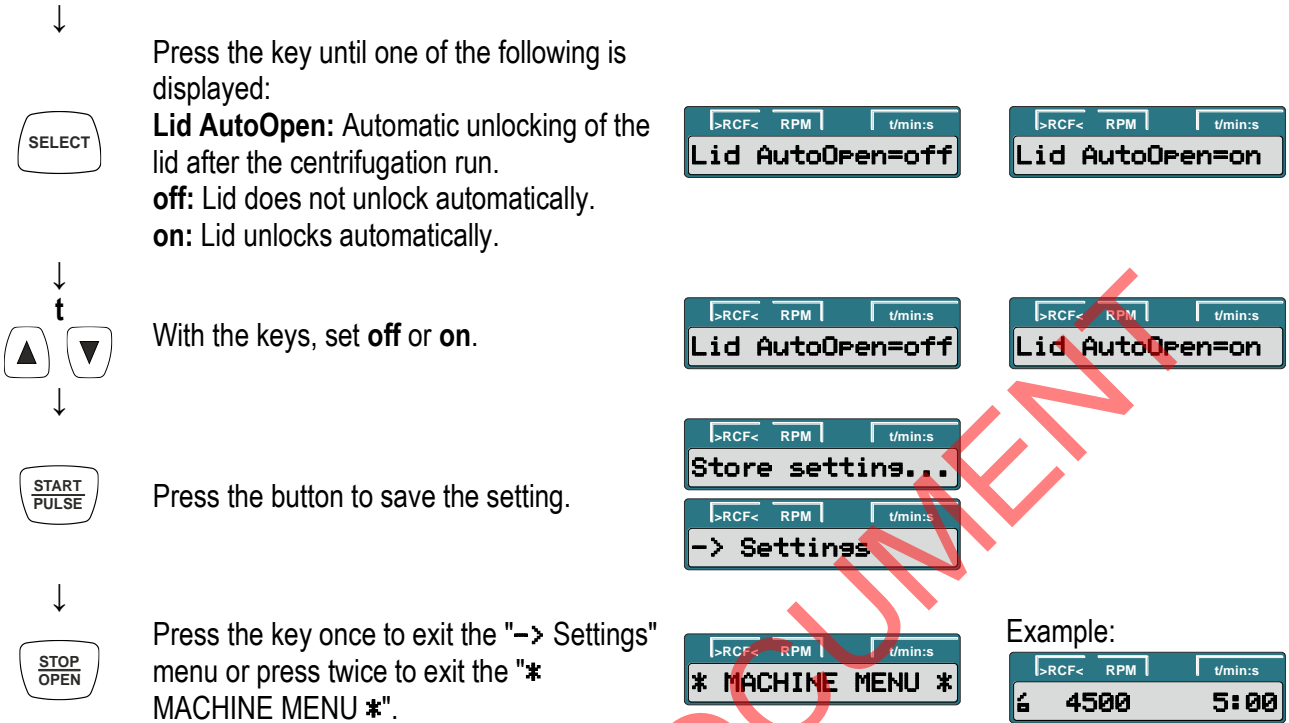 ↓
Press the key until one of the following is
displayed:
SELECT
Lid AutoOpen: Automatic unlocking of the
lid after the centrifugation run.
off: Lid does not unlock automatically.
on: Lid unlocks automatically.
>RCF< RPM t/min:s
Lid AutoOpen=off
>RCF< RPM t/min:s
Lid AutoOpen=on
↓
t
▲ ▼
With the keys, set off or on.
>RCF< RPM t/min:s
Lid AutoOpen=off
>RCF< RPM t/min:s
Lid AutoOpen=on
↓
START
PULSE
Press the button to save the setting.
>RCF< RPM t/min:s
Store setting...
>RCF< RPM t/min:s
-> Settings
↓
STOP
OPEN
Press the key once to exit the "-> Settings"
menu or press twice to exit the "*
MACHINE MENU *".
>RCF< RPM t/min:s
* MACHINE MENU *
Example:
>RCF< RPM t/min:s
4500 5:00
CUMENT